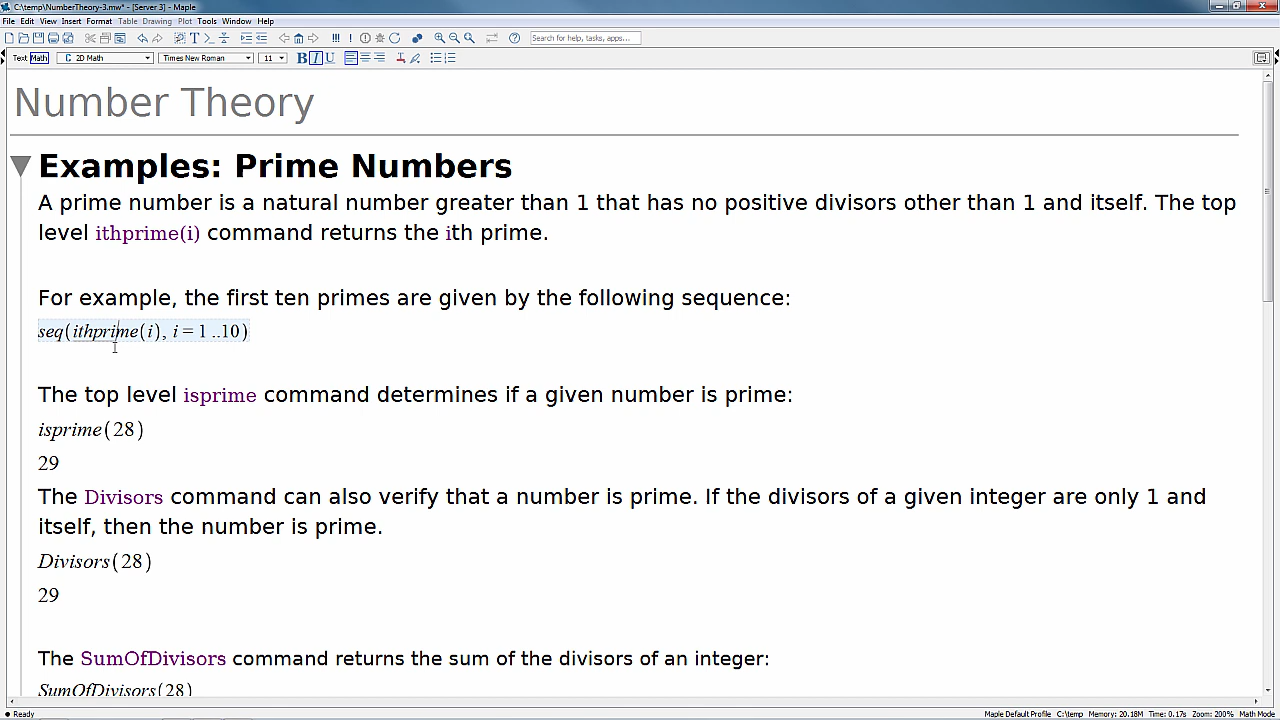 C:\temp\NumberTheory-3.mw* - [Server 3] - Maple
File Edit View Insert Format Table Drawing Plot Tools Window Help
Search for help, tasks, apps...
Text Math C 2D Math Times New Roman 11 B I U
Number Theory
Examples: Prime Numbers
A prime number is a natural number greater than 1 that has no positive divisors other than 1 and itself. The top
level ithprime(i) command returns the ith prime.
For example, the first ten primes are given by the following sequence:
seq(ithprime(i), i = 1 ..10)
The top level isprime command determines if a given number is prime:
isprime(28)
29
The Divisors command can also verify that a number is prime. If the divisors of a given integer are only 1 and
itself, then the number is prime.
Divisors(28)
29
The SumOfDivisors command returns the sum of the divisors of an integer:
SumOfDivisors(28)
Ready Maple Default Profile C:\temp Memory: 20.18M Time: 0.17s Zoom: 200% Math Mode